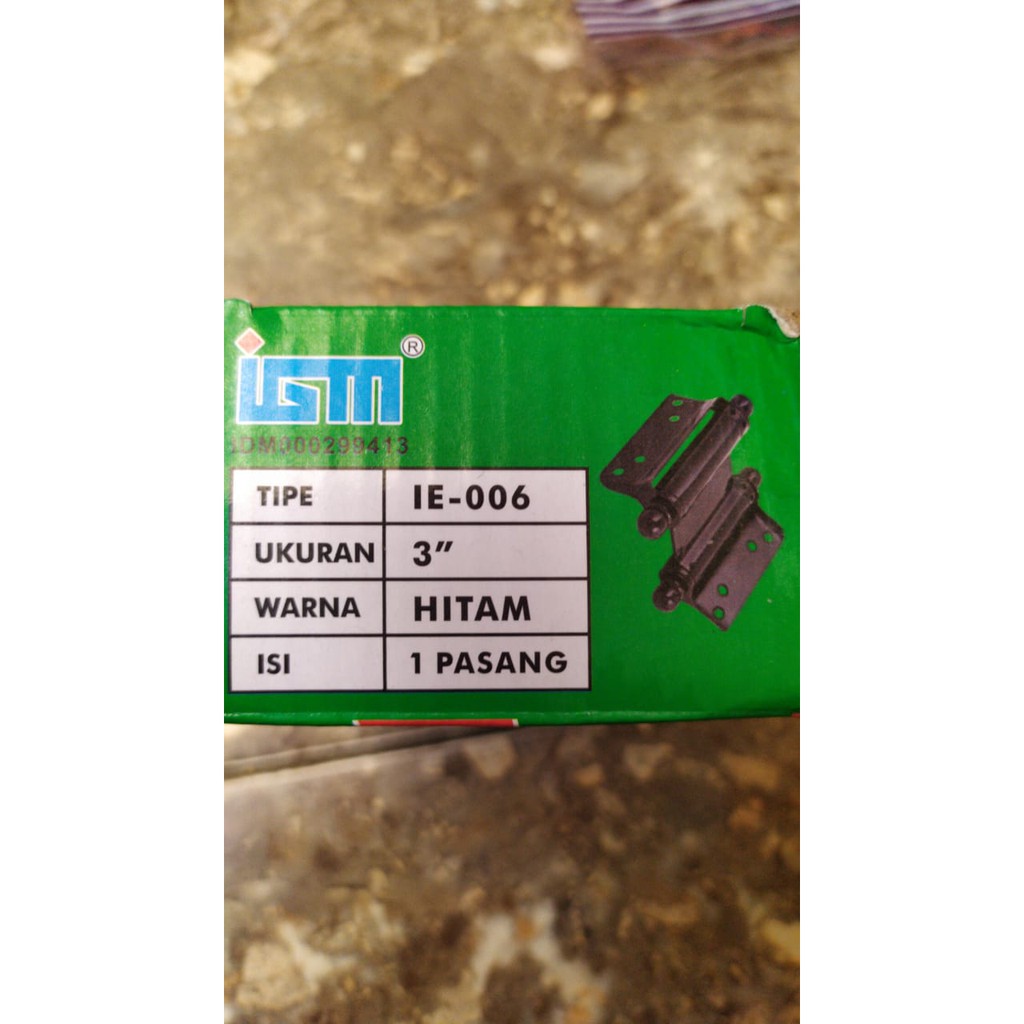 IGM®
IDM000299413
TIPE IE-006
UKURAN 3”
WARNA HITAM
ISI 1 PASANG